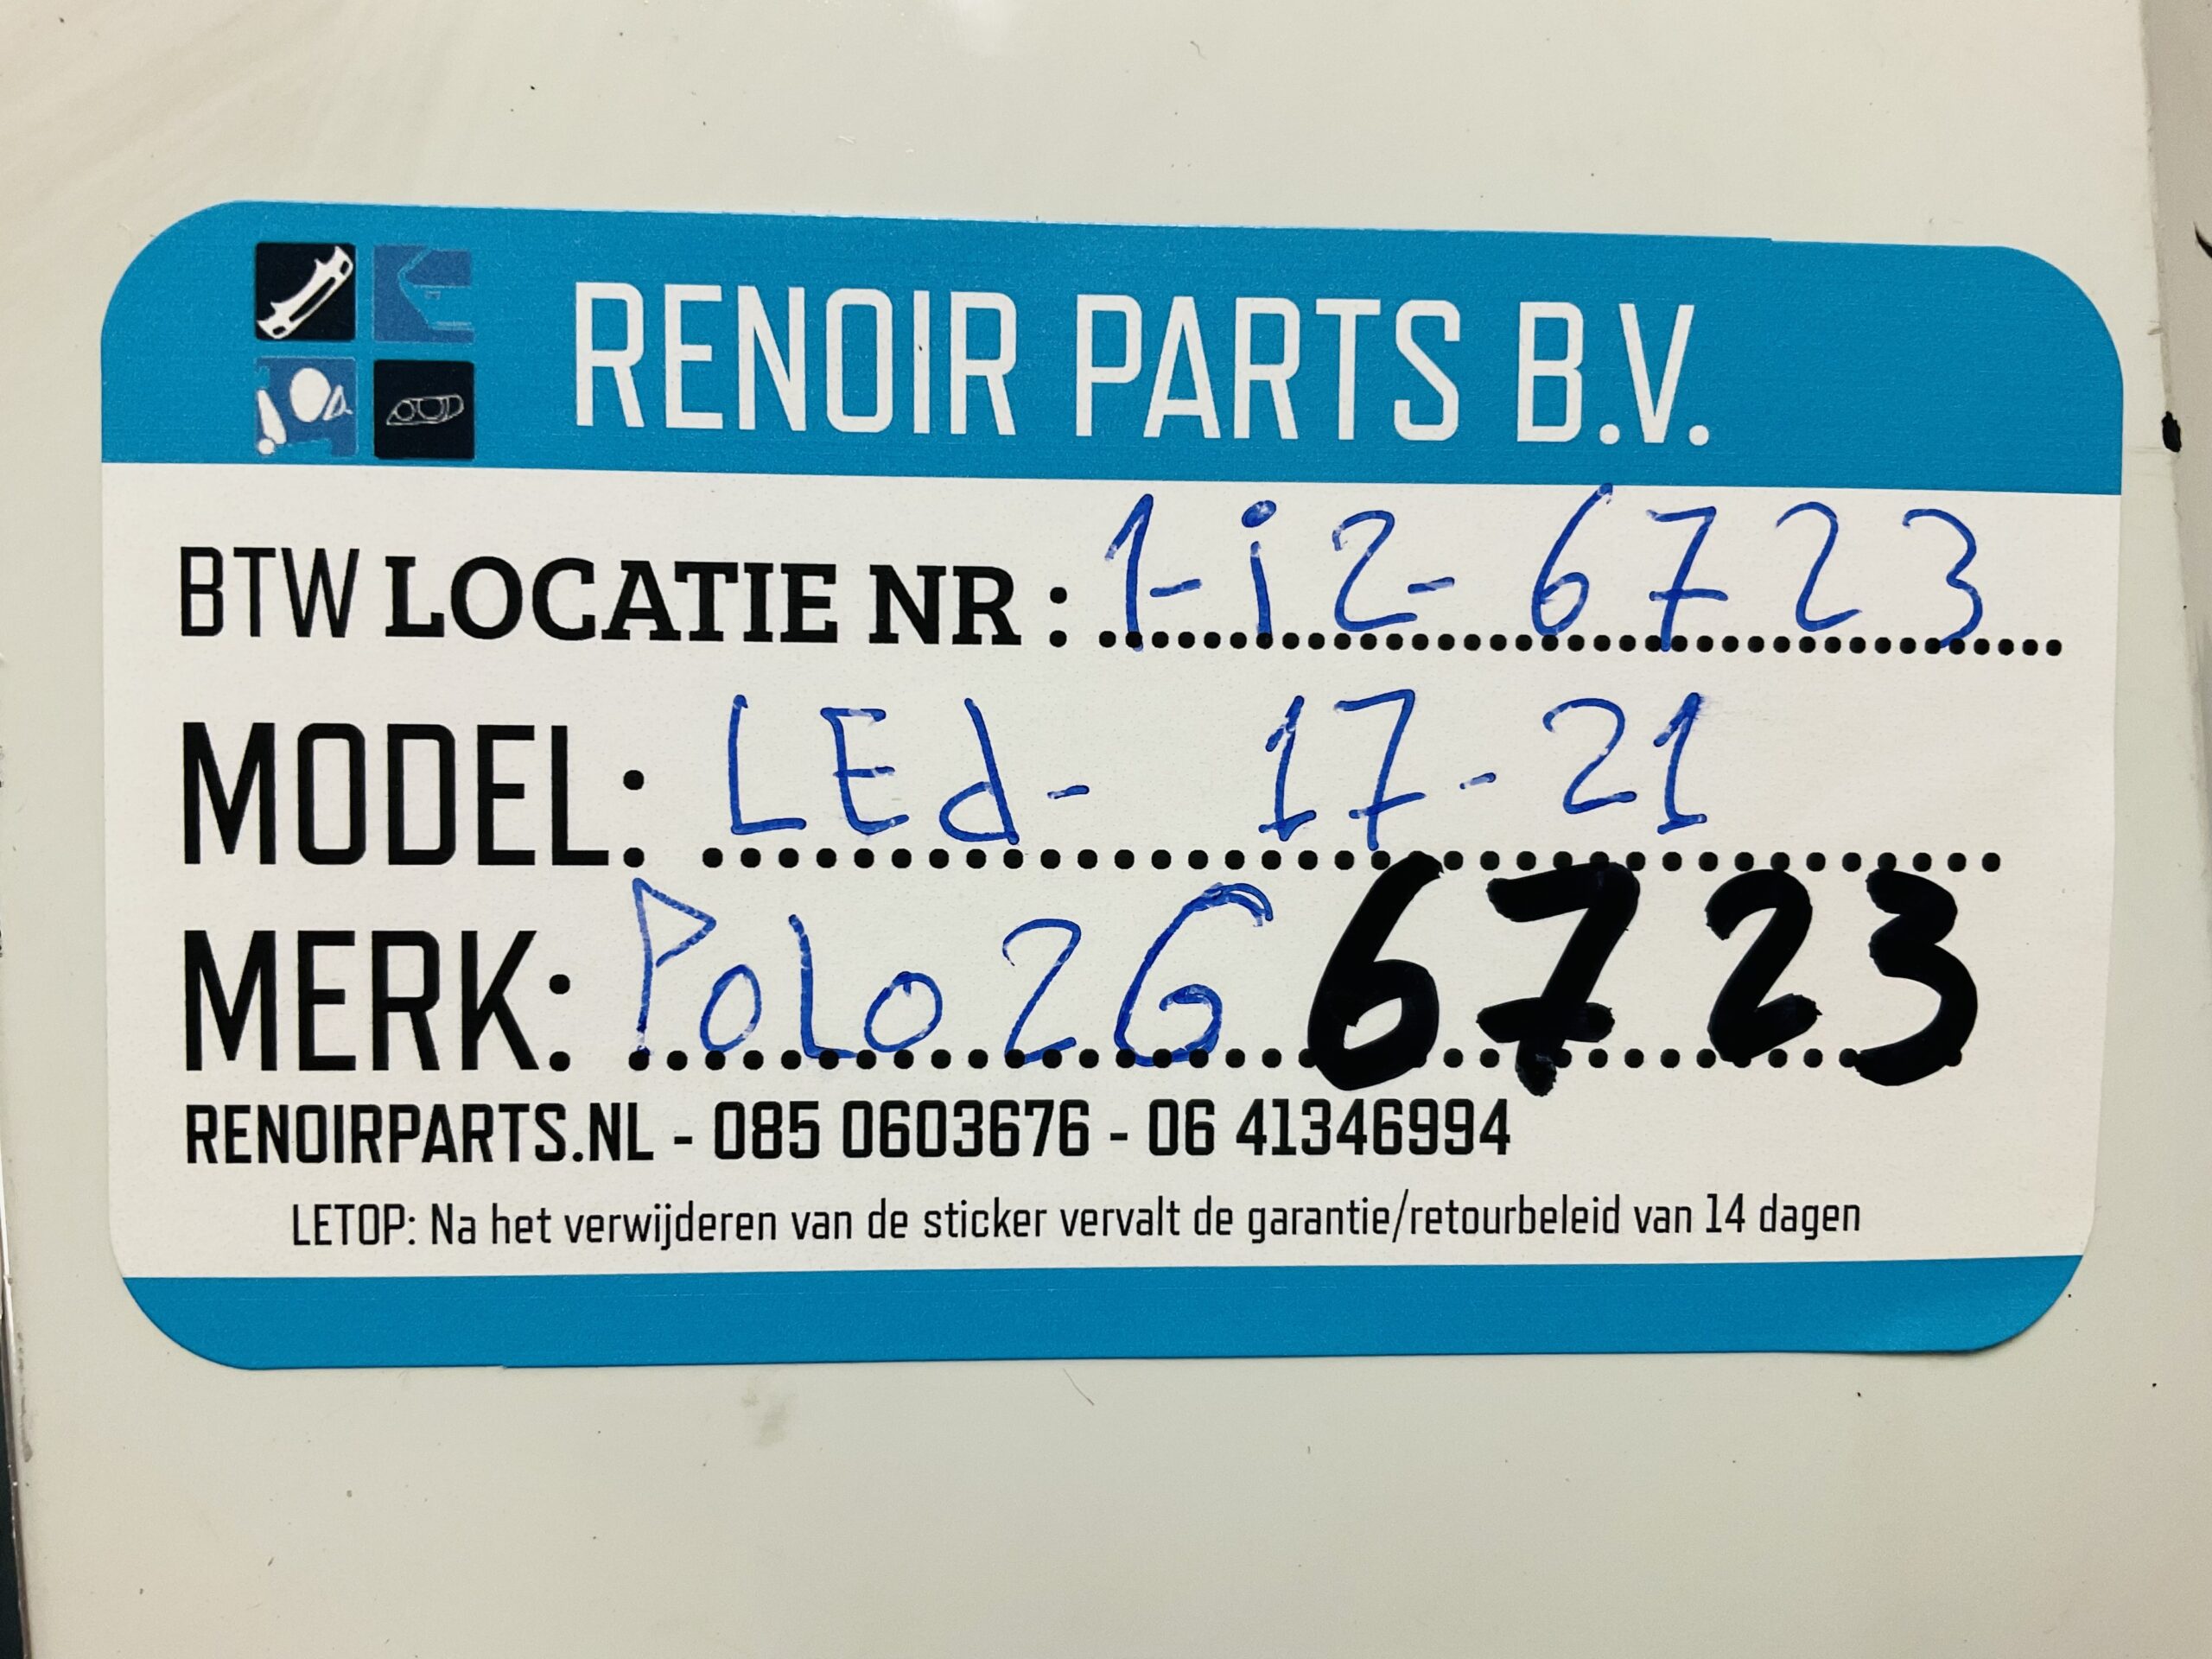 RENOIR PARTS B.V.
BTW LOCATIE NR : 1-i2-6723
MODEL: LEd- 17-21
MERK: PoLo 2G 6723
RENOIRPARTS.NL - 085 0603676 - 06 41346994
LETOP: Na het verwijderen van de sticker vervalt de garantie/retourbeleid van 14 dagen